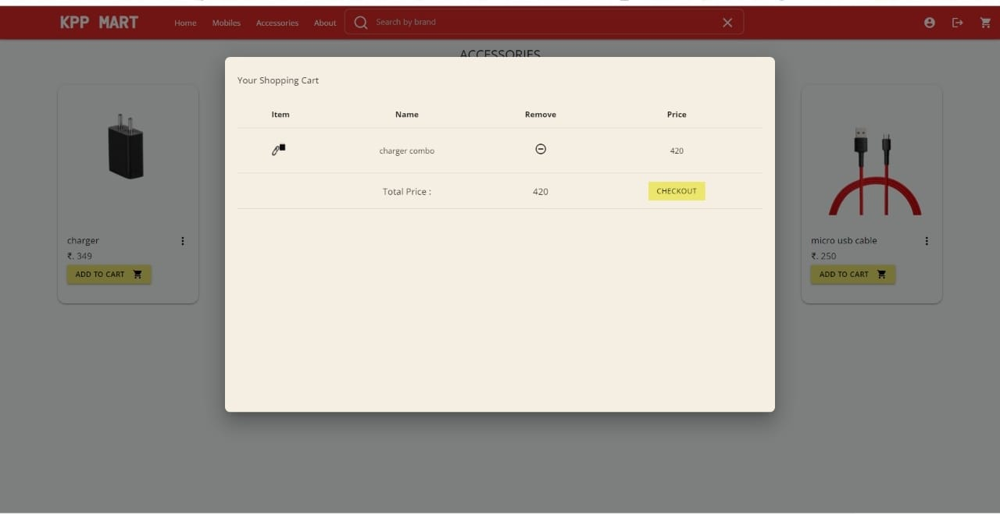 KPP MART Home Mobiles Accessories About Search by brand
ACCESSORIES
Your Shopping Cart
Item Name Remove Price
charger combo 420
Total Price : 420 CHECKOUT
charger
₹. 349
ADD TO CART
micro usb cable
₹. 250
ADD TO CART